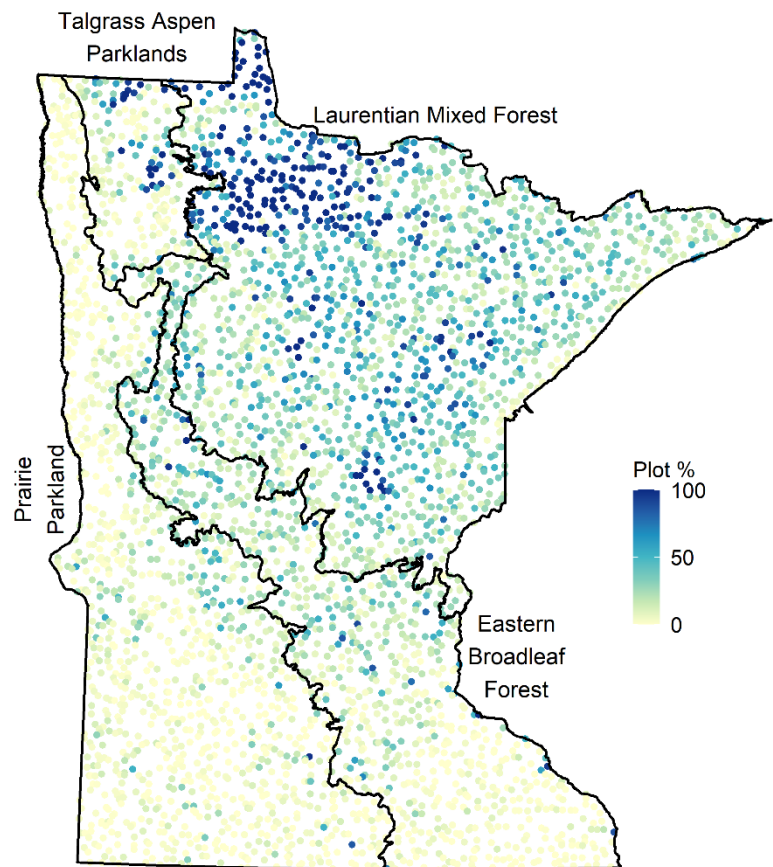 Talgrass Aspen
Parklands
Laurentian Mixed Forest
Prairie
Parkland
Plot %
100
50
0
Eastern
Broadleaf
Forest